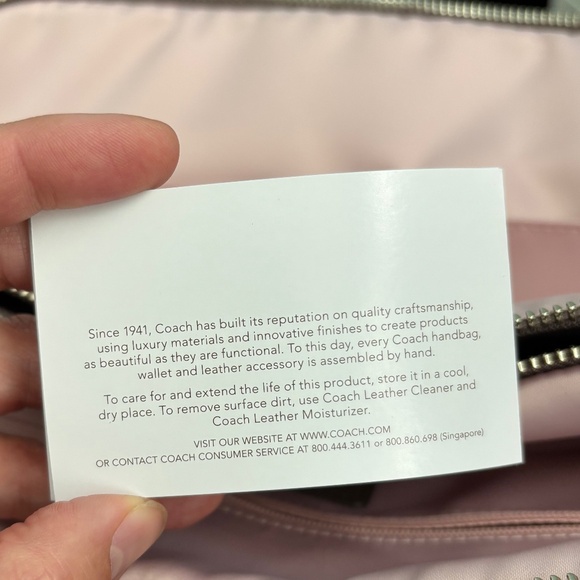 Since 1941, Coach has built its reputation on quality craftsmanship,
using luxury materials and innovative finishes to create products
as beautiful as they are functional. To this day, every Coach handbag,
wallet and leather accessory is assembled by hand.
To care for and extend the life of this product, store it in a cool,
dry place. To remove surface dirt, use Coach Leather Cleaner and
Coach Leather Moisturizer.
VISIT OUR WEBSITE AT WWW.COACH.COM
OR CONTACT COACH CONSUMER SERVICE AT 800.444.3611 or 800.860.698 (Singapore)